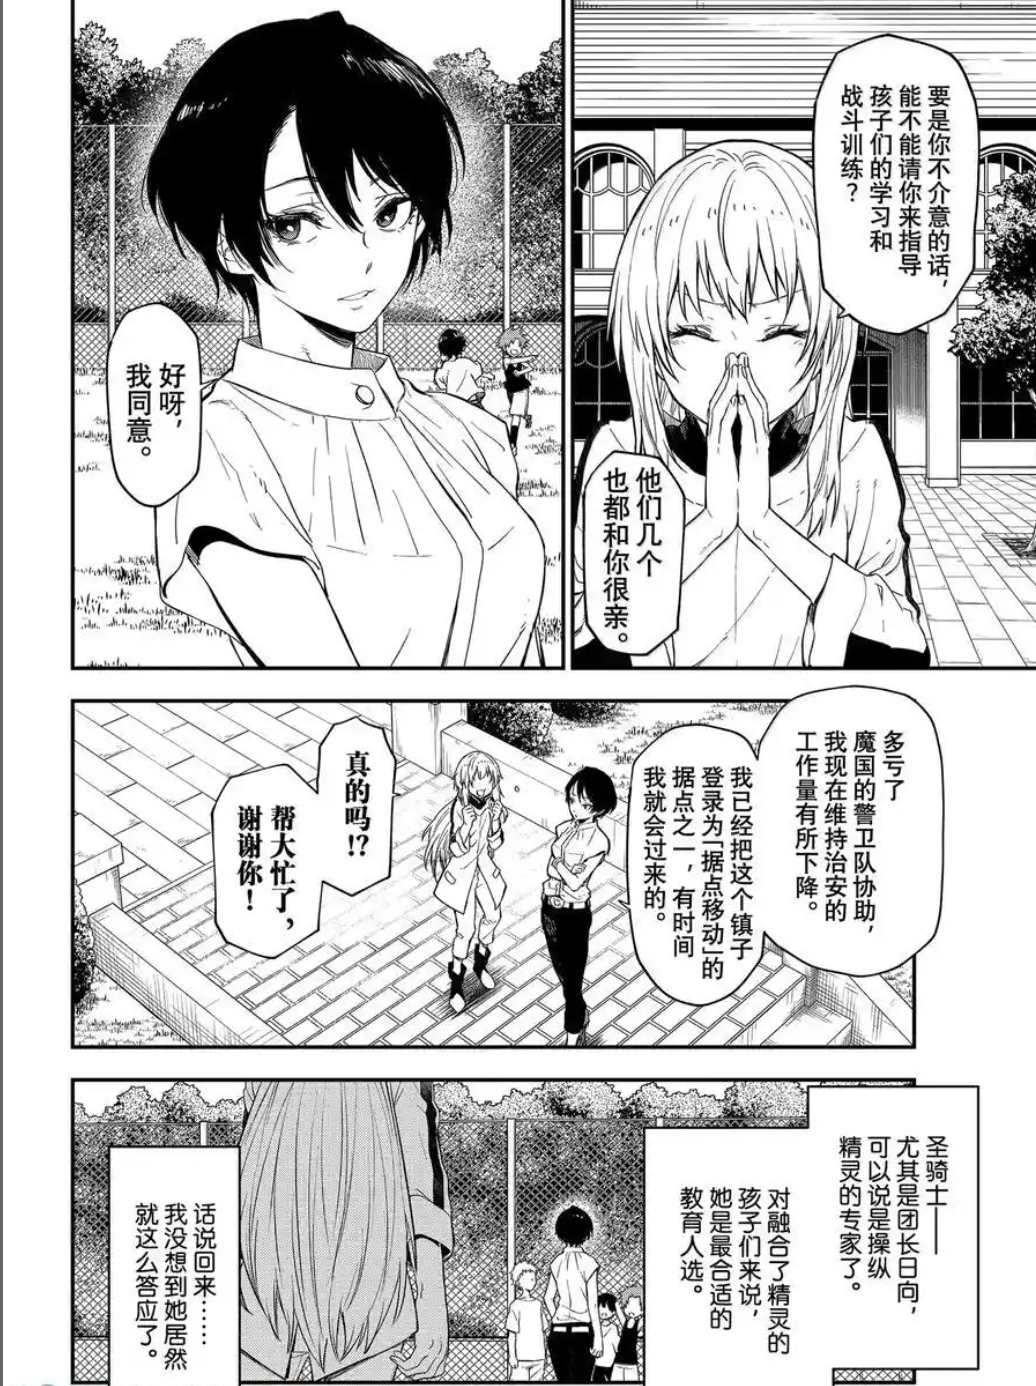 要是你不介意的话，
能不能请你来指导
孩子们的学习和
战斗训练？
他们几个
也都和你很亲。
好呀，
我同意。
多亏了
魔国的警卫队协助，
我现在维持治安的
工作量有所下降。
我已经把这个镇子
登录为「据点移动」的
据点之一，有时间
我就会过来的。
真的吗！？
帮大忙了，
谢谢你！
圣骑士——
尤其是团长日向，
可以说是操纵
精灵的专家了。
对融合了精灵的
孩子们来说，
她是最合适的
教育人选。
话说回来……
我没想到她居然
就这么答应了。